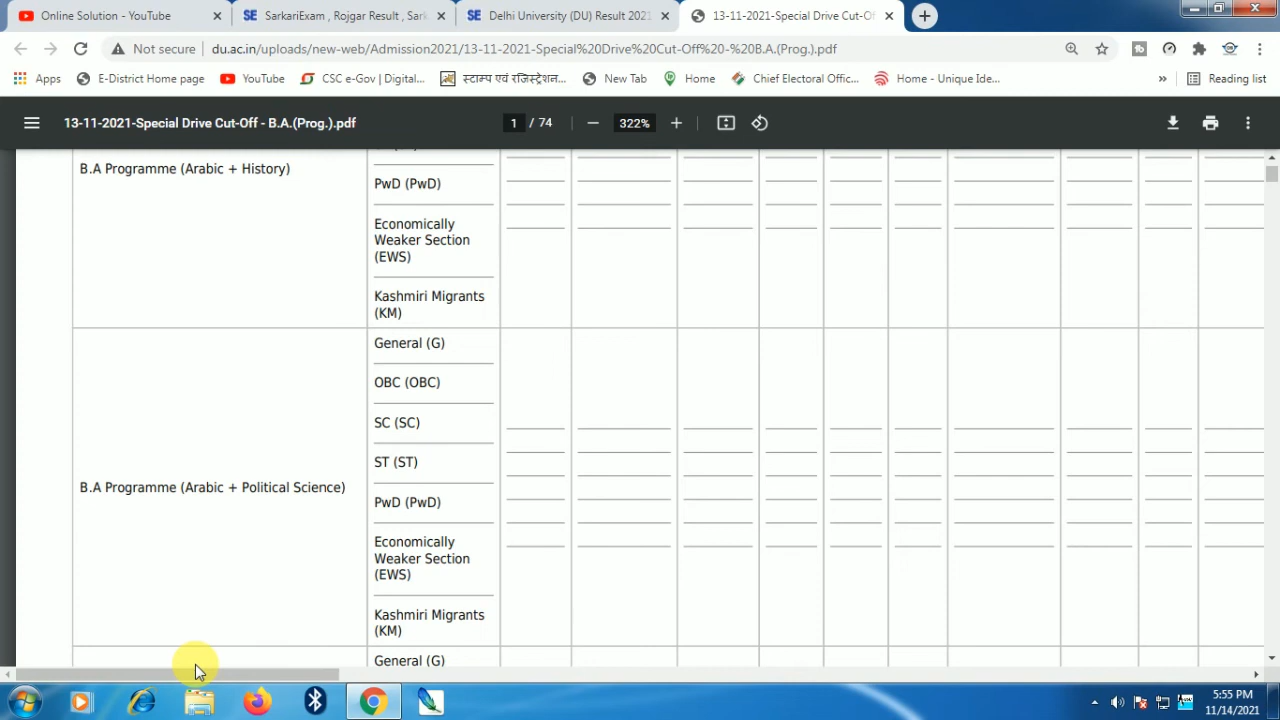 Online Solution - YouTube
SarkariExam , Rojgar Result , Sark
Delhi University (DU) Result 2021
13-11-2021-Special Drive Cut-Of
Not secure
du.ac.in/uploads/new-web/Admission2021/13-11-2021-Special%20Drive%20Cut-Off%20-%20B.A.(Prog.).pdf
Apps
E-District Home page
YouTube
CSC e-Gov | Digital...
स्टाम्प एवं रजिस्ट्रेशन...
New Tab
Home
Chief Electoral Offic...
Home - Unique Ide...
»
Reading list
13-11-2021-Special Drive Cut-Off - B.A.(Prog.).pdf
1 / 74
322%
B.A Programme (Arabic + History)
PwD (PwD)
Economically
Weaker Section
(EWS)
Kashmiri Migrants
(KM)
General (G)
OBC (OBC)
SC (SC)
ST (ST)
B.A Programme (Arabic + Political Science)
PwD (PwD)
Economically
Weaker Section
(EWS)
Kashmiri Migrants
(KM)
General (G)
5:55 PM
11/14/2021